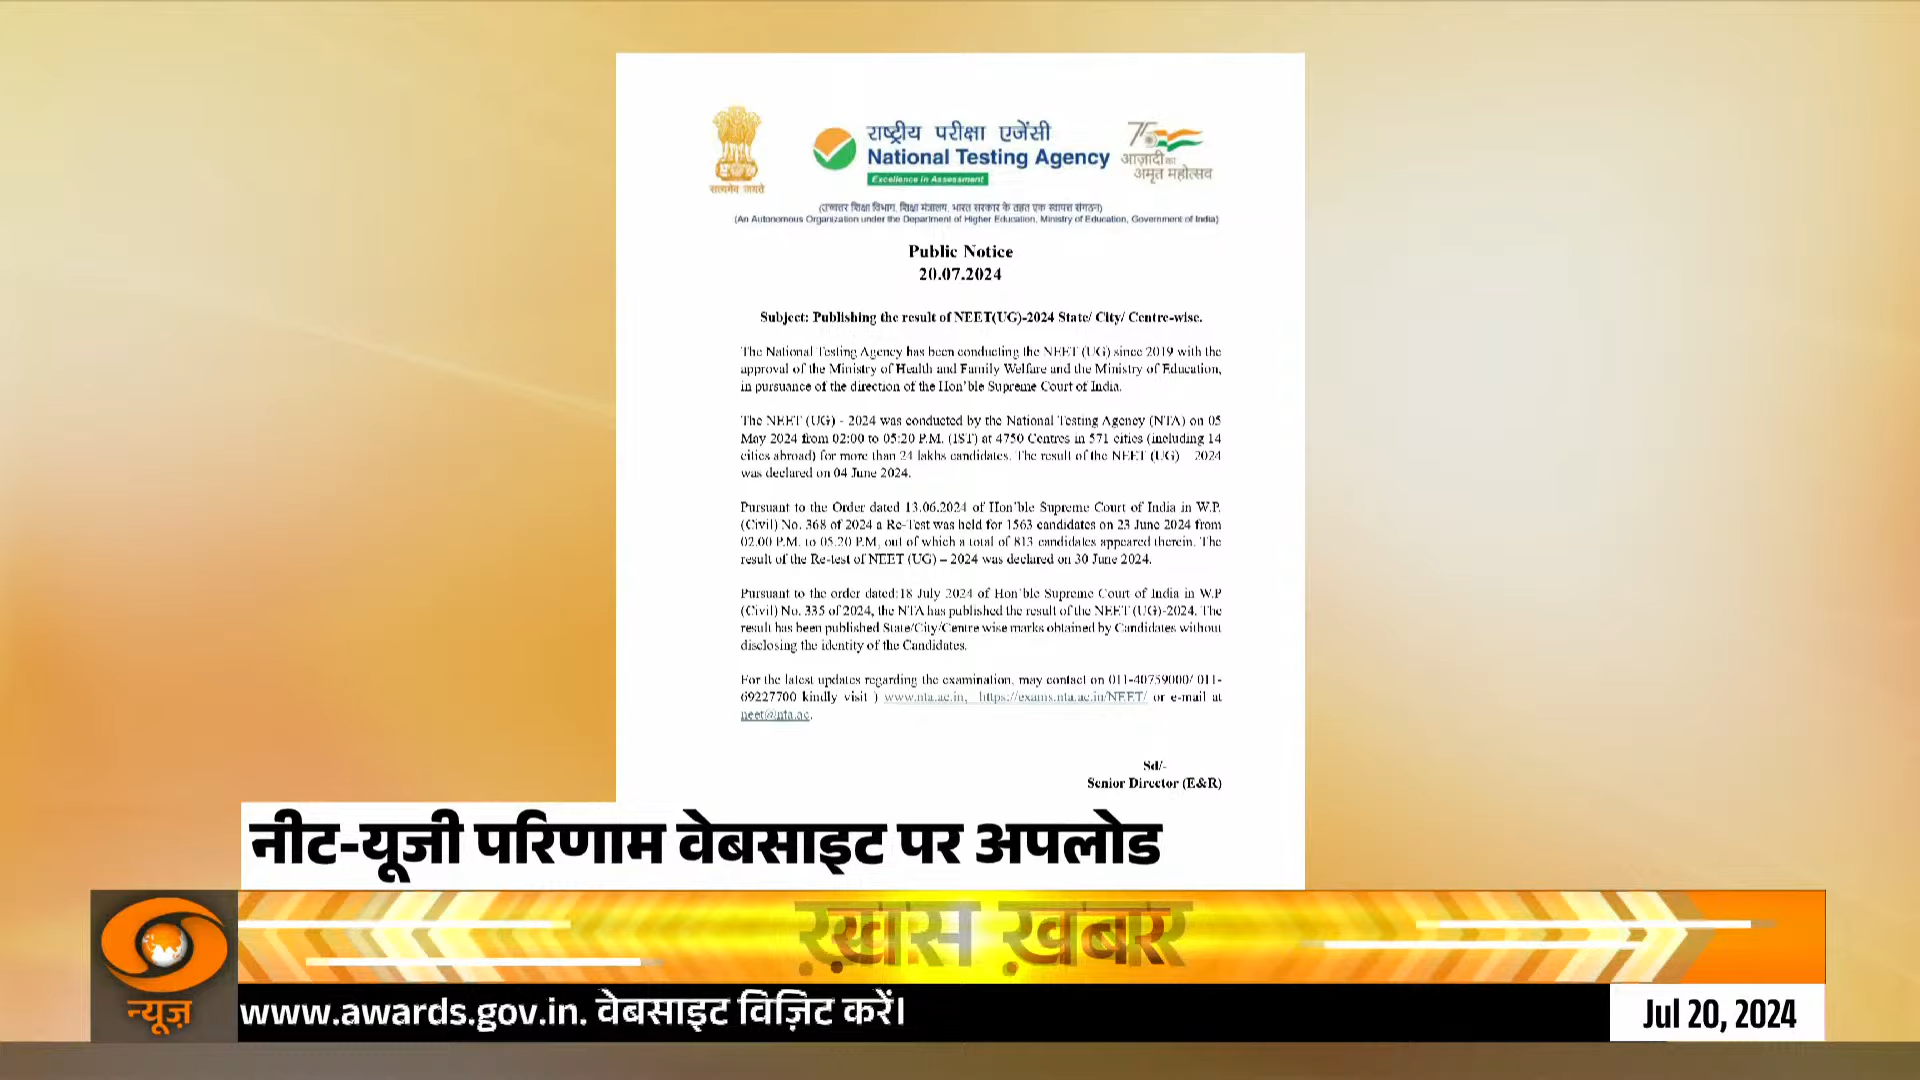 सत्यमेव जयते
राष्ट्रीय परीक्षा एजेंसी
National Testing Agency
Excellence in Assessment
75
आज़ादी का
अमृत महोत्सव
(उच्चतर शिक्षा विभाग, शिक्षा मंत्रालय, भारत सरकार के तहत एक स्वायत्त संगठन)
(An Autonomous Organization under the Department of Higher Education, Ministry of Education, Government of India)
Public Notice
20.07.2024
Subject: Publishing the result of NEET(UG)-2024 State/ City/ Centre-wise.
The National Testing Agency has been conducting the NEET (UG) since 2019 with the
approval of the Ministry of Health and Family Welfare and the Ministry of Education,
in pursuance of the direction of the Hon'ble Supreme Court of India.
The NEET (UG) - 2024 was conducted by the National Testing Agency (NTA) on 05
May 2024 from 02:00 to 05:20 P.M. (IST) at 4750 Centres in 571 cities (including 14
cities abroad) for more than 24 lakhs candidates. The result of the NEET (UG) – 2024
was declared on 04 June 2024.
Pursuant to the Order dated 13.06.2024 of Hon'ble Supreme Court of India in W.P.
(Civil) No. 368 of 2024 a Re-Test was held for 1563 candidates on 23 June 2024 from
02.00 P.M. to 05.20 P.M, out of which a total of 813 candidates appeared therein. The
result of the Re-test of NEET (UG) – 2024 was declared on 30 June 2024.
Pursuant to the order dated:18 July 2024 of Hon'ble Supreme Court of India in W.P
(Civil) No. 335 of 2024, the NTA has published the result of the NEET (UG)-2024. The
result has been published State/City/Centre wise marks obtained by Candidates without
disclosing the identity of the Candidates.
For the latest updates regarding the examination, may contact on 011-40759000/ 011-
69227700 kindly visit ) www.nta.ac.in, https://exams.nta.ac.in/NEET/ or e-mail at
neet@nta.ac.
Sd/-
Senior Director (E&R)
नीट-यूजी परिणाम वेबसाइट पर अपलोड
ख़ास ख़बर
न्यूज़
www.awards.gov.in. वेबसाइट विज़िट करें।
Jul 20, 2024